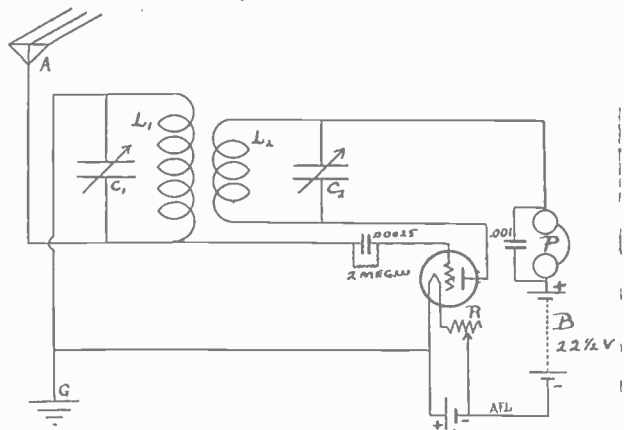 A
L₁
L₂
C₁
C₂
.00025
2 MEGW
.001
P
R
+
B
22½ V
-
G
+
-
AFL